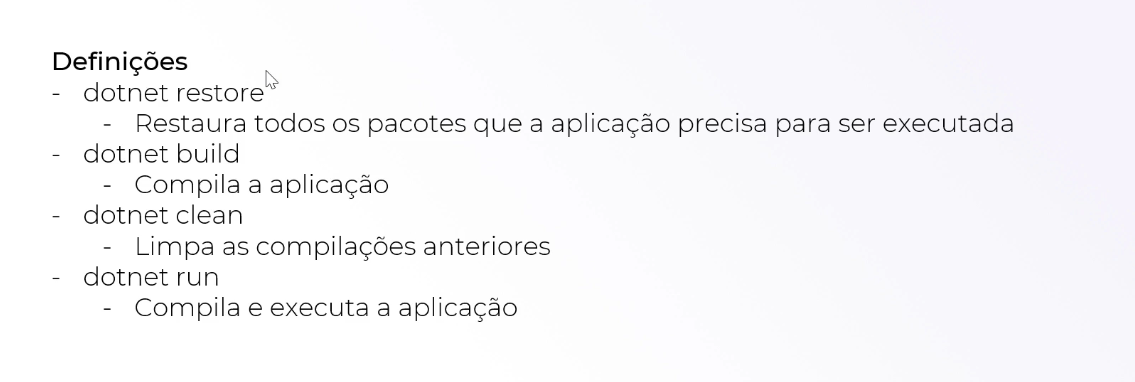 Definições
- dotnet restore
- Restaura todos os pacotes que a aplicação precisa para ser executada
- dotnet build
- Compila a aplicação
- dotnet clean
- Limpa as compilações anteriores
- dotnet run
- Compila e executa a aplicação